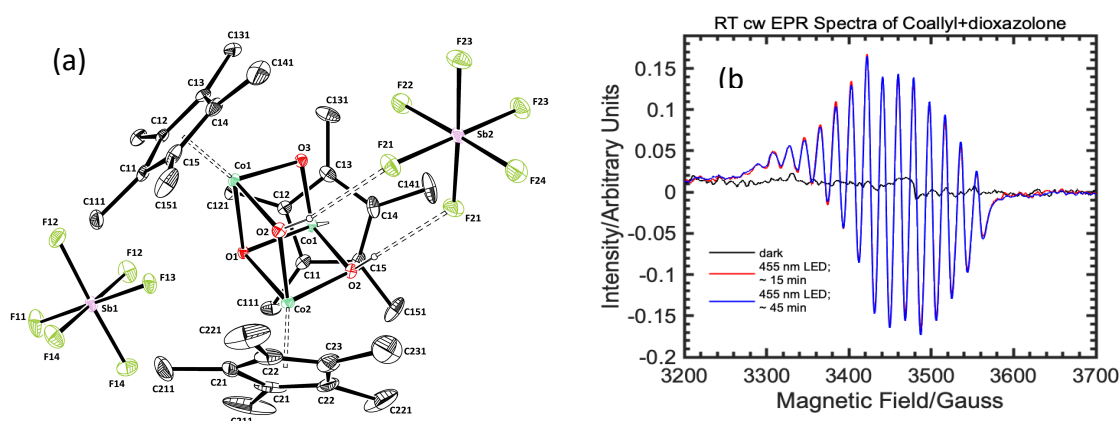 (a)
C131
C141
C13
C14
C12
C15
C11
C151
C111
Co1
O3
C131
C13
C12
C121
C141
C14
O2
Co1
O1
C11
O2
C15
C111
Co2
C151
C221
C23
C231
C22
C21
C211
C21
C22
C211
C221
F12
F12
F13
Sb1
F11
F14
F14
F23
F22
F23
Sb2
F21
F24
F21
(b)
RT cw EPR Spectra of Coallyl+dioxazolone
Intensity/Arbitrary Units
0.15
0.1
0.05
0
-0.05
-0.1
-0.15
-0.2
dark
455 nm LED;
~ 15 min
455 nm LED;
~ 45 min
3200 3300 3400 3500 3600 3700
Magnetic Field/Gauss